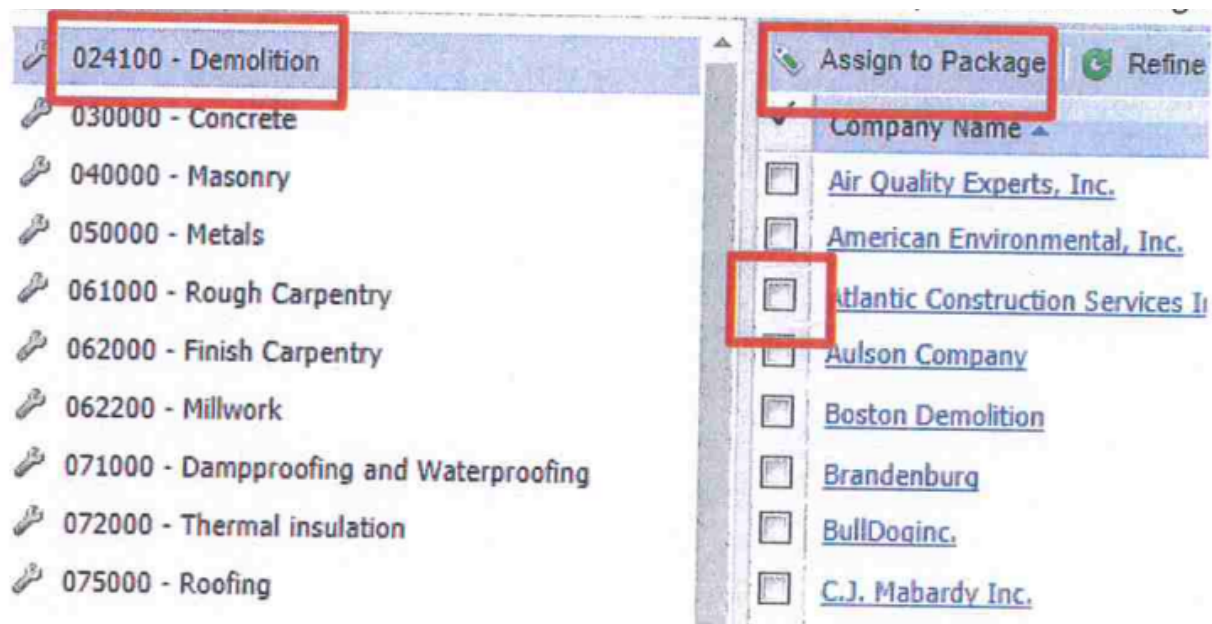 024100 - Demolition
030000 - Concrete
040000 - Masonry
050000 - Metals
061000 - Rough Carpentry
062000 - Finish Carpentry
062200 - Millwork
071000 - Dampproofing and Waterproofing
072000 - Thermal insulation
075000 - Roofing
Assign to Package
Refine
Company Name
Air Quality Experts, Inc.
American Environmental, Inc.
Atlantic Construction Services
Aulson Company
Boston Demolition
Brandenburg
BullDoginc.
C.J. Mabardy Inc.